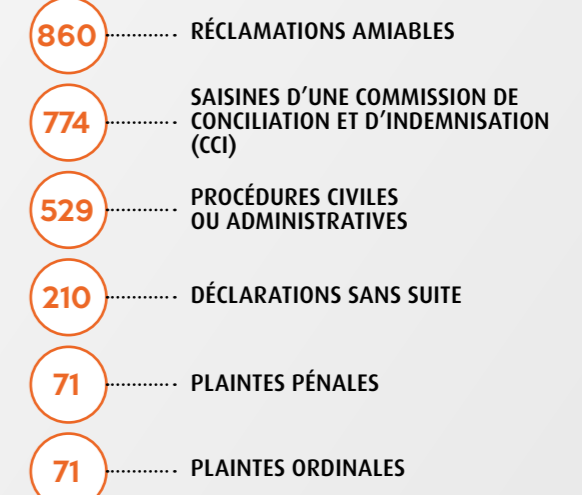 860 ............ RÉCLAMATIONS AMIABLES
SAISINES D'UNE COMMISSION DE
774 ............ CONCILIATION ET D'INDEMNISATION
(CCI)
529 ............ PROCÉDURES CIVILES
OU ADMINISTRATIVES
210 ............ DÉCLARATIONS SANS SUITE
71 ............ PLAINTES PÉNALES
71 ............ PLAINTES ORDINALES